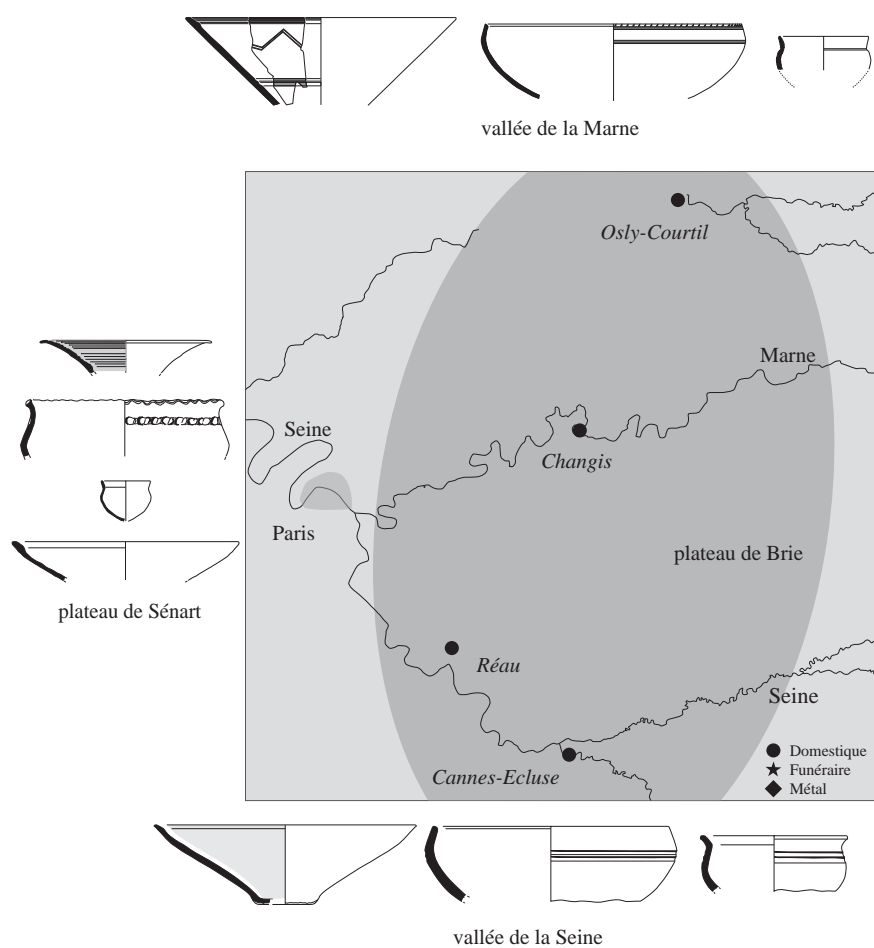 vallée de la Marne
Osly-Courtil
Marne
Seine
Changis
Paris
plateau de Brie
plateau de Sénart
Réau
Seine
Cannes-Ecluse
Domestique
Funéraire
Métal
vallée de la Seine